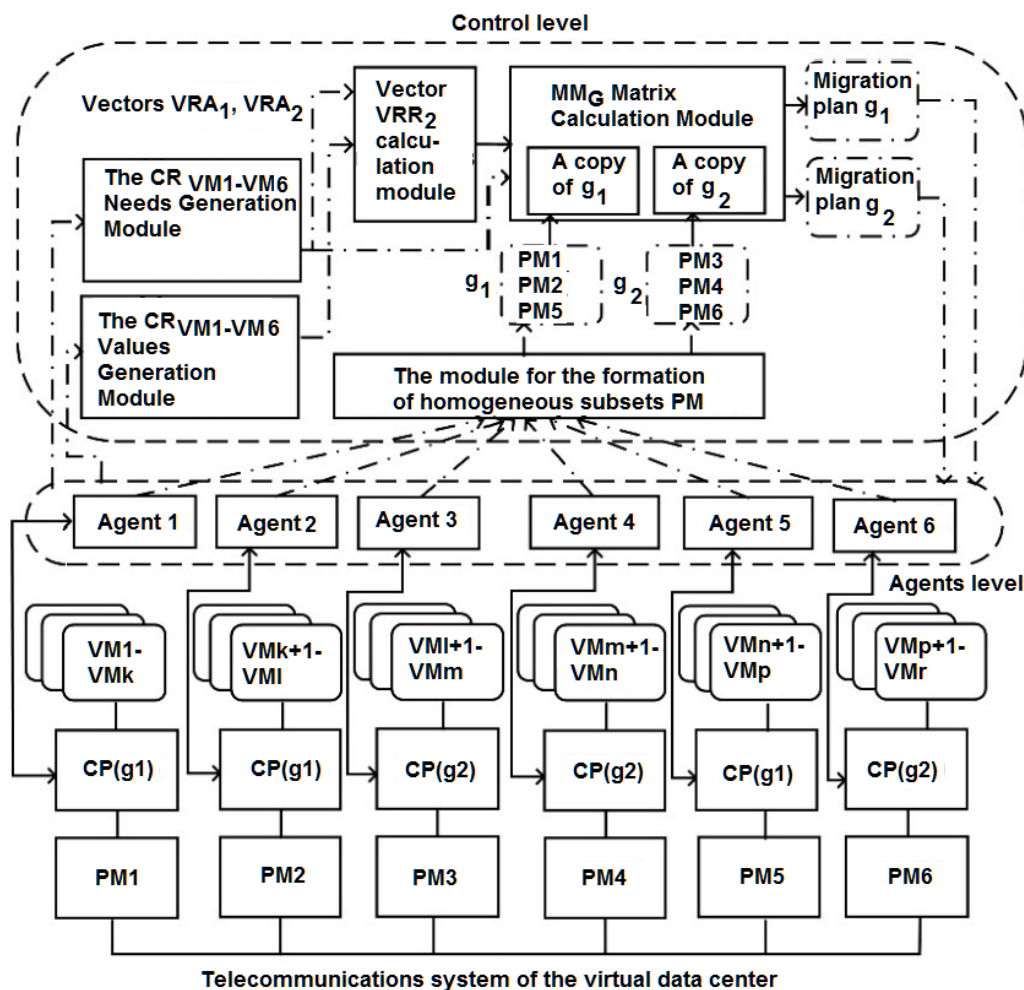 Control level
Vectors VRA1, VRA2
Vector
VRR2
calcu-
lation
module
MMG Matrix
Calculation Module
A copy
of g1
A copy
of g2
Migration
plan g1
Migration
plan g2
The CR VM1-VM6
Needs Generation
Module
The CR VM1-VM6
Values
Generation
Module
g1
PM1
PM2
PM5
g2
PM3
PM4
PM6
The module for the formation
of homogeneous subsets PM
Agent 1
Agent 2
Agent 3
Agent 4
Agent 5
Agent 6
Agents level
VM1-
VMk
VMk+1-
VMl
VMl+1-
VMm
VMm+1-
VMn
VMn+1-
VMp
VMp+1-
VMr
CP(g1)
CP(g1)
CP(g2)
CP(g2)
CP(g1)
CP(g2)
PM1
PM2
PM3
PM4
PM5
PM6
Telecommunications system of the virtual data center